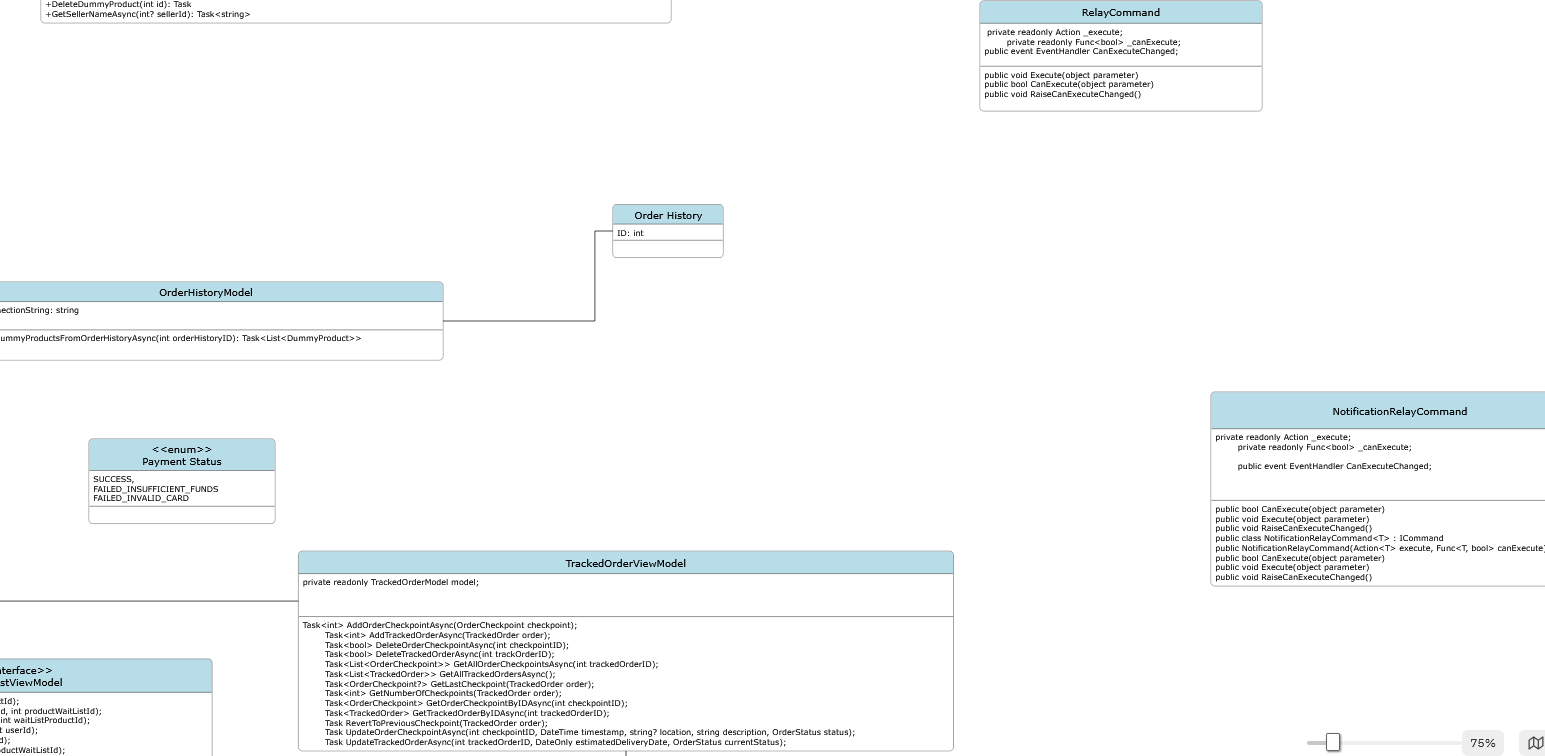 +DeleteDummyProduct(int id): Task
+GetSellerNameAsync(int? sellerId): Task<string>
RelayCommand
private readonly Action _execute;
private readonly Func<bool> _canExecute;
public event EventHandler CanExecuteChanged;
public void Execute(object parameter)
public bool CanExecute(object parameter)
public void RaiseCanExecuteChanged()
Order History
ID: int
OrderHistoryModel
nectionString: string
ummyProductsFromOrderHistoryAsync(int orderHistoryID): Task<List<DummyProduct>>
NotificationRelayCommand
private readonly Action _execute;
private readonly Func<bool> _canExecute;
public event EventHandler CanExecuteChanged;
public bool CanExecute(object parameter)
public void Execute(object parameter)
public void RaiseCanExecuteChanged()
public class NotificationRelayCommand<T> : ICommand
public NotificationRelayCommand(Action<T> execute, Func<T, bool> canExecute)
public bool CanExecute(object parameter)
public void Execute(object parameter)
public void RaiseCanExecuteChanged()
<<enum>>
Payment Status
SUCCESS,
FAILED_INSUFFICIENT_FUNDS
FAILED_INVALID_CARD
TrackedOrderViewModel
private readonly TrackedOrderModel model;
Task<int> AddOrderCheckpointAsync(OrderCheckpoint checkpoint);
Task<int> AddTrackedOrderAsync(TrackedOrder order);
Task<bool> DeleteOrderCheckpointAsync(int checkpointID);
Task<bool> DeleteTrackedOrderAsync(int trackOrderID);
Task<List<OrderCheckpoint>> GetAllOrderCheckpointsAsync(int trackedOrderID);
Task<List<TrackedOrder>> GetAllTrackedOrdersAsync();
Task<OrderCheckpoint?> GetLastCheckpoint(TrackedOrder order);
Task<int> GetNumberOfCheckpoints(TrackedOrder order);
Task<OrderCheckpoint> GetOrderCheckpointByIDAsync(int checkpointID);
Task<TrackedOrder> GetTrackedOrderByIDAsync(int trackedOrderID);
Task RevertToPreviousCheckpoint(TrackedOrder order);
Task UpdateOrderCheckpointAsync(int checkpointID, DateTime timestamp, string? location, string description, OrderStatus status);
Task UpdateTrackedOrderAsync(int trackedOrderID, DateOnly estimatedDeliveryDate, OrderStatus currentStatus);
nterface>>
stViewModel
ctId);
d, int productWaitListId);
int waitListProductId);
t userId);
d);
oductWaitListId);
75%